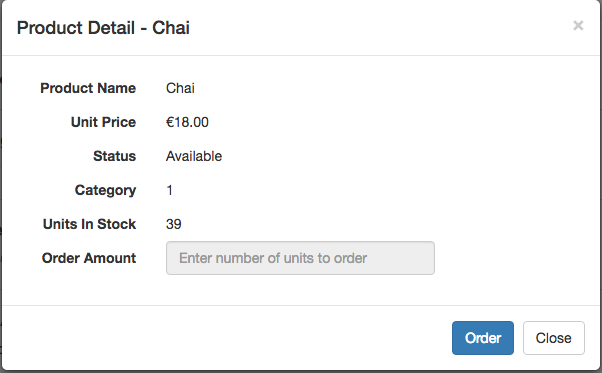 Product Detail - Chai ×
Product Name Chai
Unit Price €18.00
Status Available
Category 1
Units In Stock 39
Order Amount Enter number of units to order
Order Close